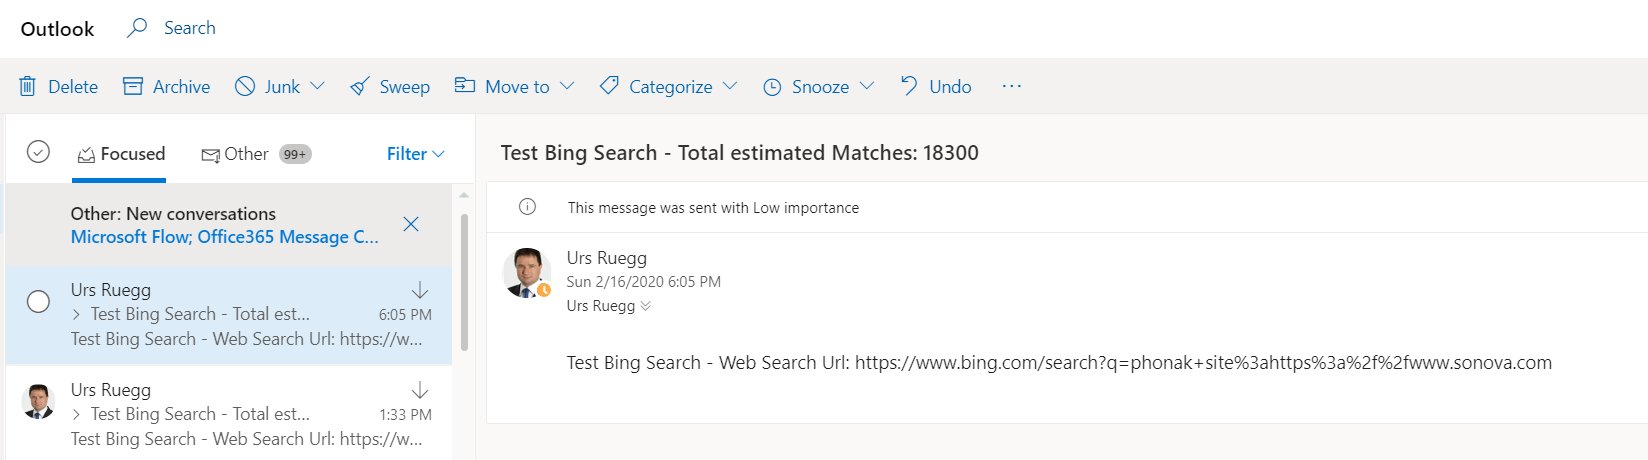 Outlook Search
Delete Archive Junk Sweep Move to Categorize Snooze Undo ...
Focused Other 99+ Filter
Other: New conversations
Microsoft Flow; Office365 Message C...
Urs Ruegg
> Test Bing Search - Total est... 6:05 PM
Test Bing Search - Web Search Url: https://w...
Urs Ruegg
> Test Bing Search - Total est... 1:33 PM
Test Bing Search - Web Search Url: https://w...
Test Bing Search - Total estimated Matches: 18300
This message was sent with Low importance
Urs Ruegg
Sun 2/16/2020 6:05 PM
Urs Ruegg
Test Bing Search - Web Search Url: https://www.bing.com/search?q=phonak+site%3ahttps%3a%2f%2fwww.sonova.com